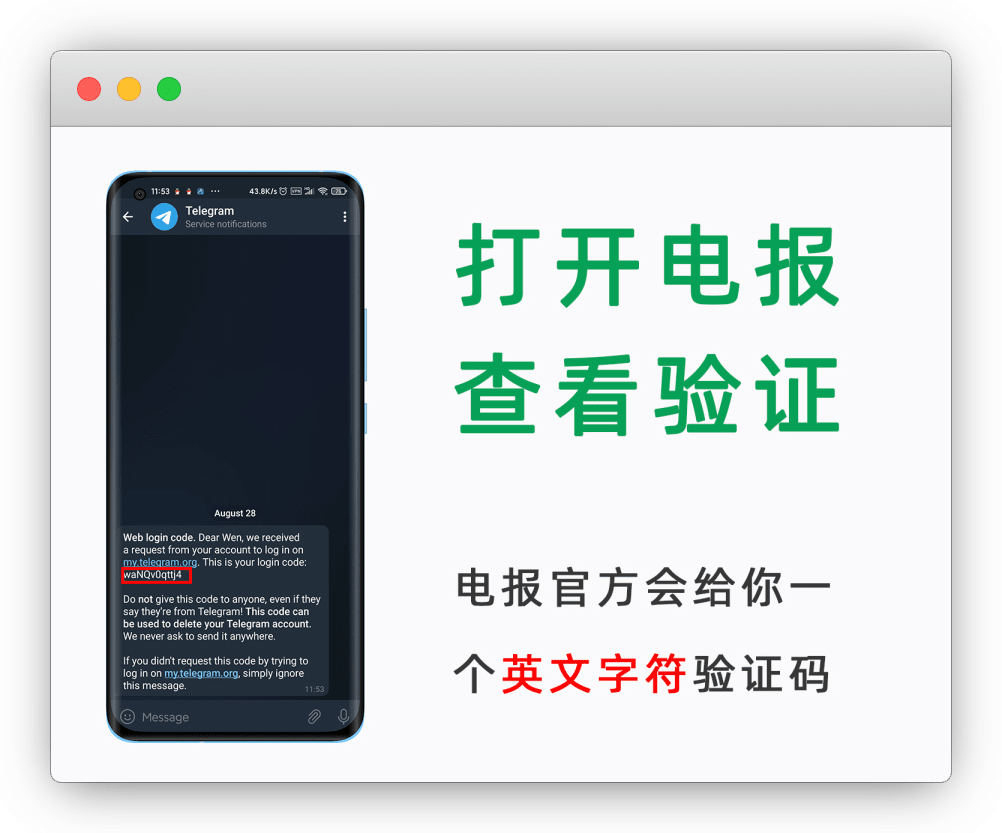 11:53
43.8K/s
Telegram
Service notifications
August 28
Web login code. Dear Wen, we received
a request from your account to log in on
my.telegram.org. This is your login code:
waNQv0qttj4
Do not give this code to anyone, even if they
say they're from Telegram! This code can
be used to delete your Telegram account.
We never ask to send it anywhere.
If you didn't request this code by trying to
log in on my.telegram.org, simply ignore
this message.
11:53
Message
打开电报
查看验证
电报官方会给你一
个英文字符验证码